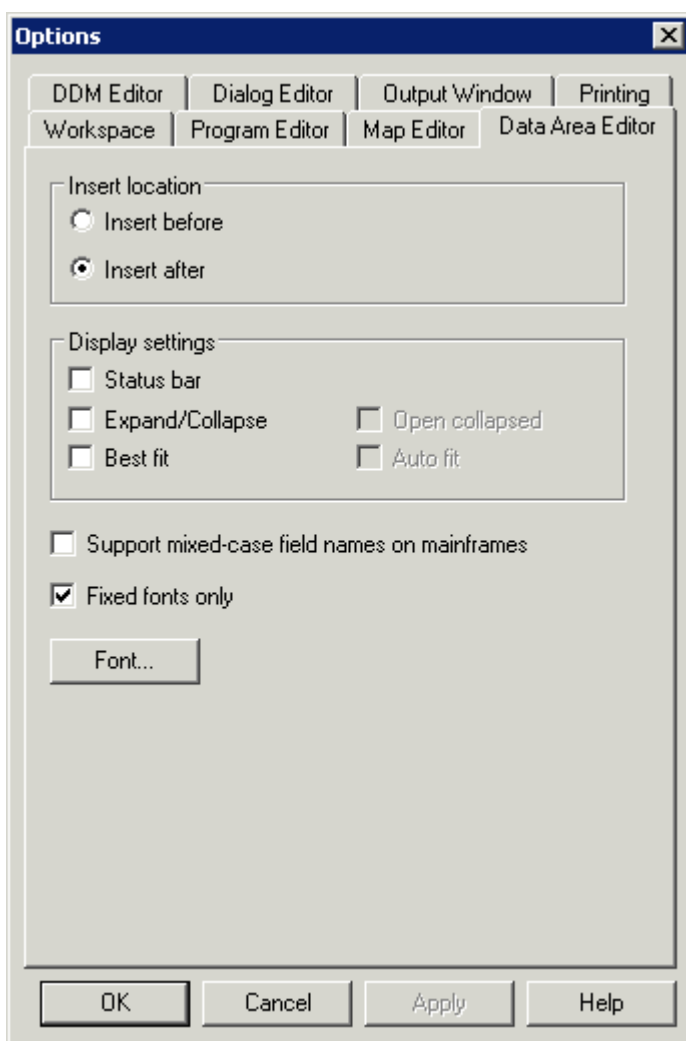 Options
DDM Editor Dialog Editor Output Window Printing
Workspace Program Editor Map Editor Data Area Editor
Insert location
Insert before
Insert after
Display settings
Status bar
Expand/Collapse Open collapsed
Best fit Auto fit
Support mixed-case field names on mainframes
Fixed fonts only
Font...
OK Cancel Apply Help